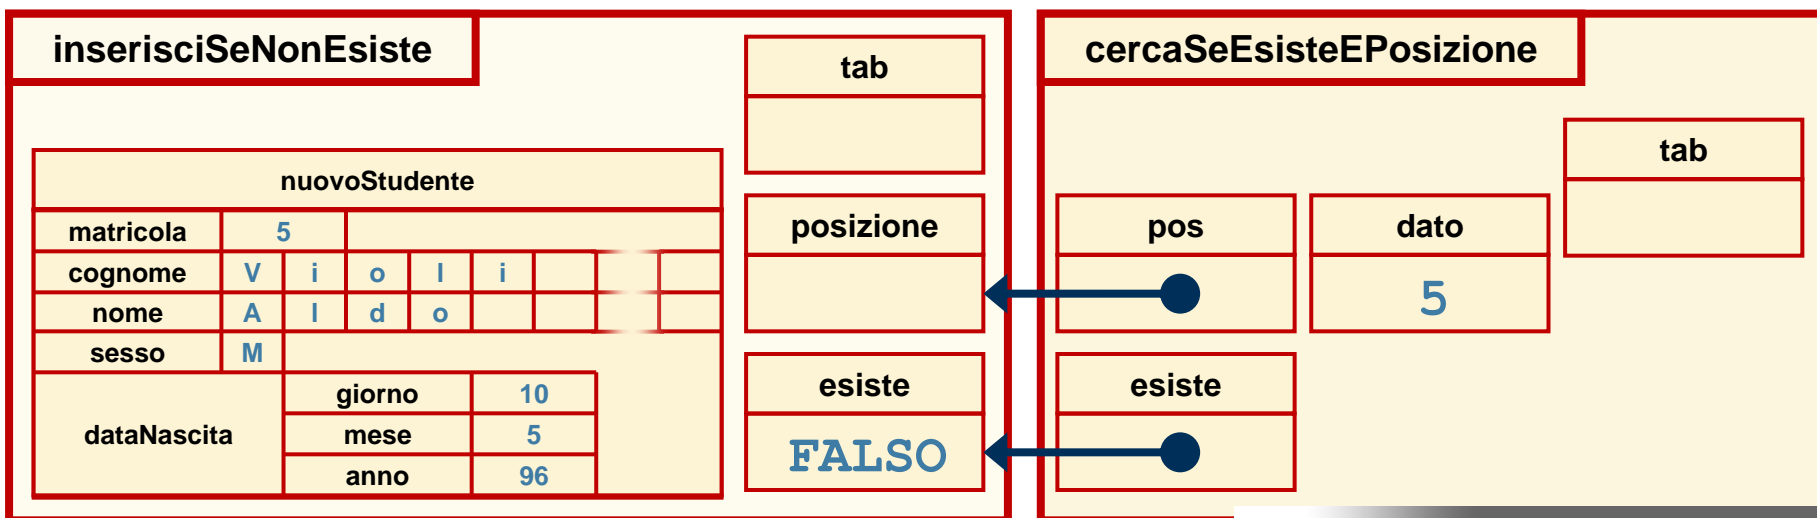 inserisciSeNonEsiste
tab
nuovoStudente
matricola 5
cognome V i o l i
nome A l d o
sesso M
dataNascita
giorno 10
mese 5
anno 96
posizione
esiste
FALSO
cercaSeEsisteEPosizione
tab
pos
dato
5
esiste